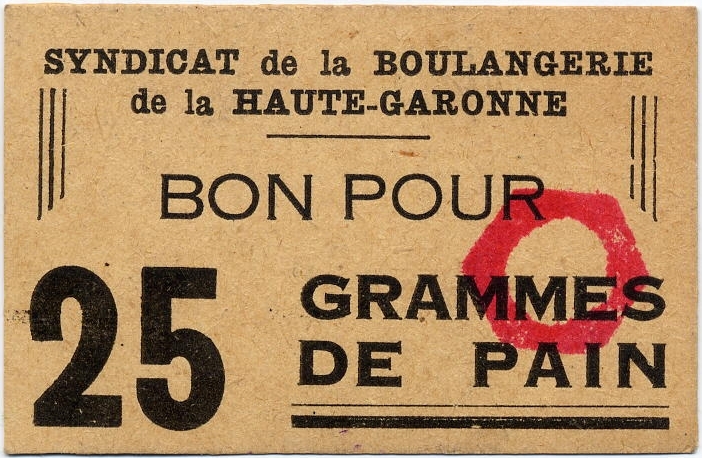 SYNDICAT de la BOULANGERIE
de la HAUTE-GARONNE
BON POUR
25 GRAMMES
DE PAIN